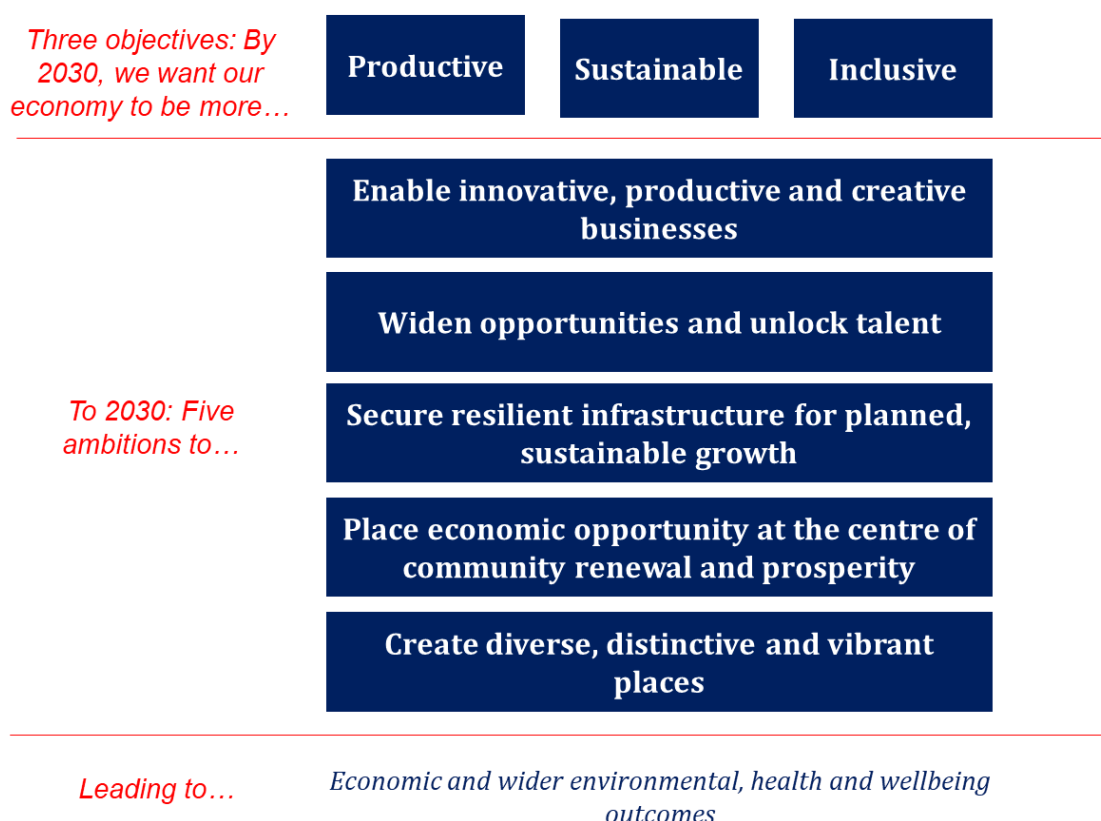 Three objectives: By
2030, we want our
economy to be more…
Productive
Sustainable
Inclusive
To 2030: Five
ambitions to…
Enable innovative, productive and creative
businesses
Widen opportunities and unlock talent
Secure resilient infrastructure for planned,
sustainable growth
Place economic opportunity at the centre of
community renewal and prosperity
Create diverse, distinctive and vibrant
places
Leading to…
Economic and wider environmental, health and wellbeing
outcomes